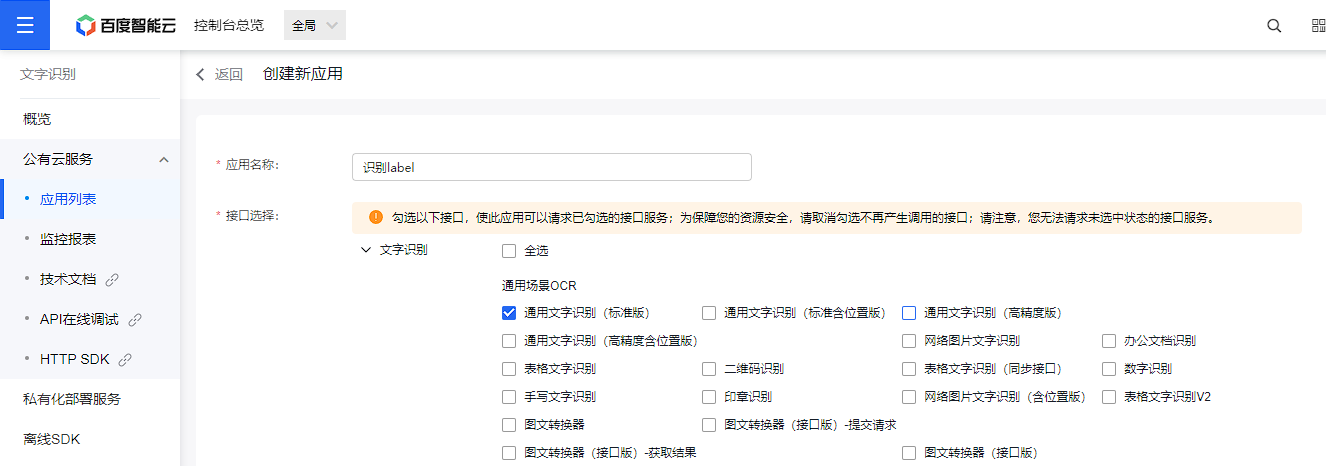 百度智能云 控制台总览 全局
文字识别
返回 创建新应用
概览
公有云服务
* 应用名称： 识别label
应用列表
* 接口选择： 勾选以下接口，使此应用可以请求已勾选的接口服务；为保障您的资源安全，请取消勾选不再产生调用的接口；请注意，您无法请求未选中状态的接口服务。
监控报表
文字识别 全选
技术文档
通用场景OCR
API在线调试
通用文字识别（标准版） 通用文字识别（标准含位置版） 通用文字识别（高精度版）
通用文字识别（高精度含位置版） 网络图片文字识别 办公文档识别
HTTP SDK
表格文字识别 二维码识别 表格文字识别（同步接口） 数字识别
私有化部署服务
手写文字识别 印章识别 网络图片文字识别（含位置版） 表格文字识别V2
图文转换器 图文转换器（接口版）-提交请求
离线SDK
图文转换器（接口版）-获取结果 图文转换器（接口版）